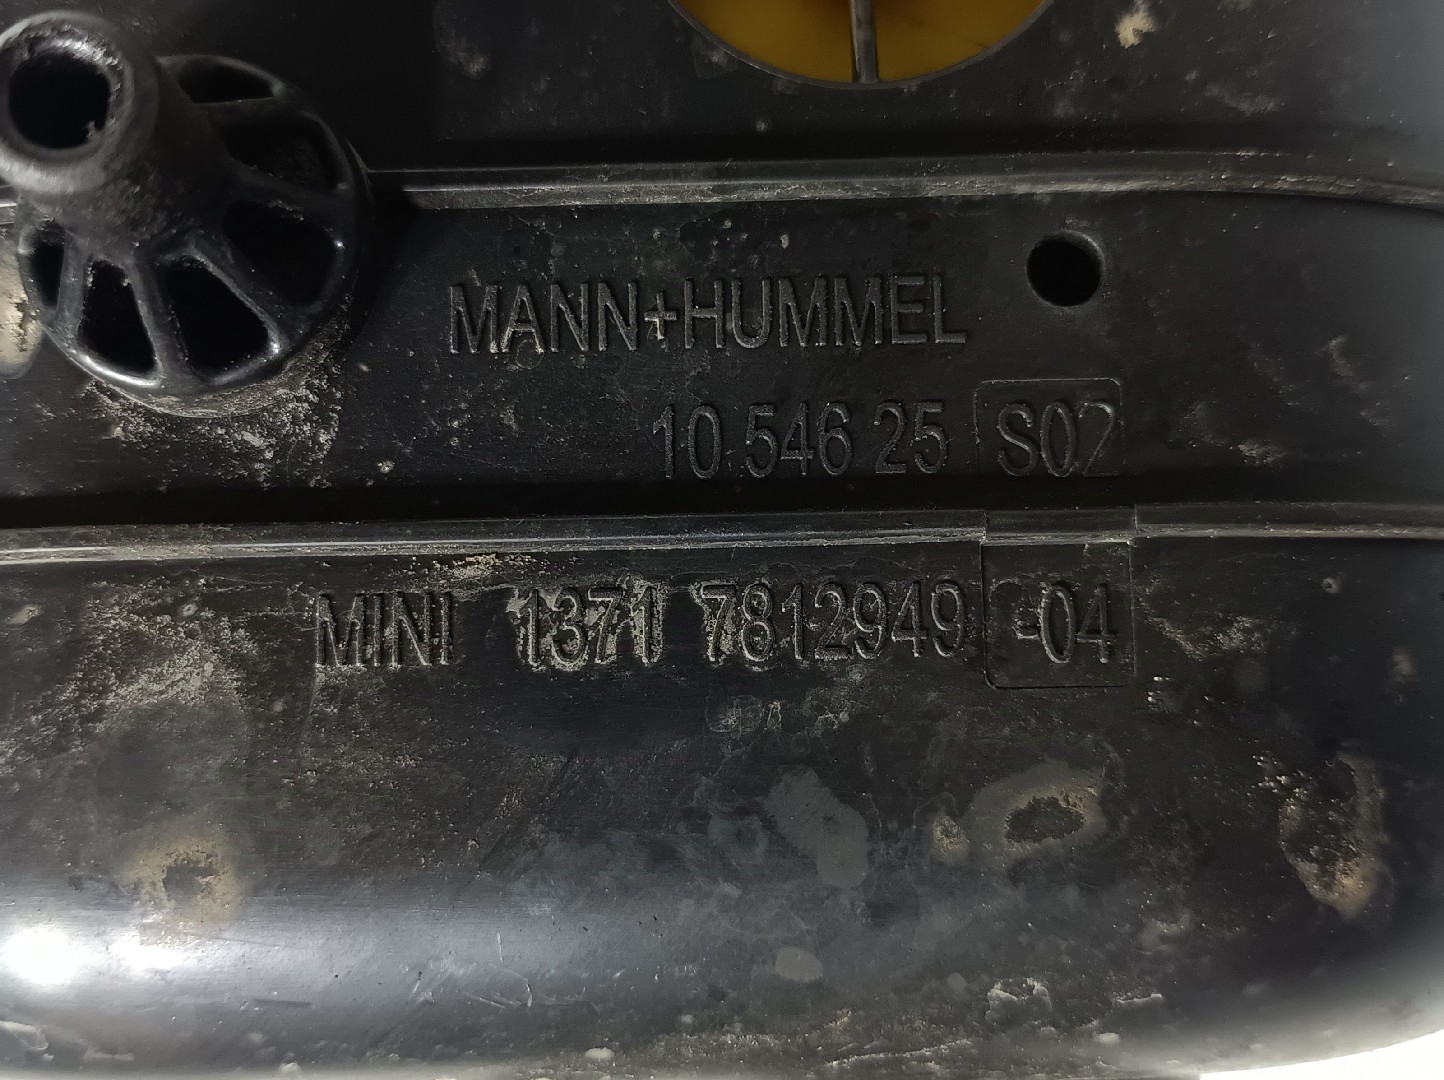 MANN+HUMMEL
10 546 25 S02
MINI 1371 7812949 -04